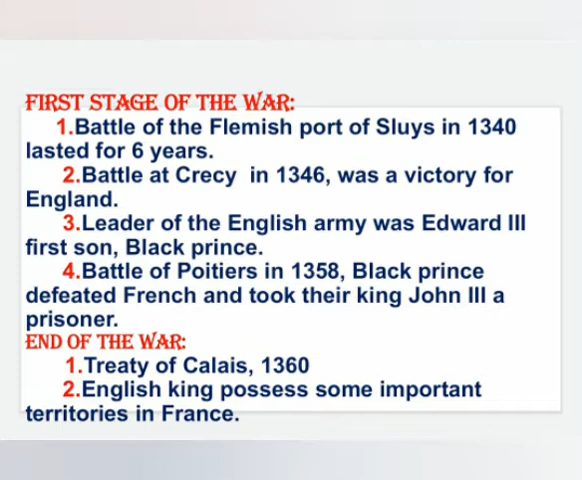 FIRST STAGE OF THE WAR:
1.Battle of the Flemish port of Sluys in 1340
lasted for 6 years.
2.Battle at Crecy in 1346, was a victory for
England.
3.Leader of the English army was Edward III
first son, Black prince.
4.Battle of Poitiers in 1358, Black prince
defeated French and took their king John III a
prisoner.
END OF THE WAR:
1.Treaty of Calais, 1360
2.English king possess some important
territories in France.